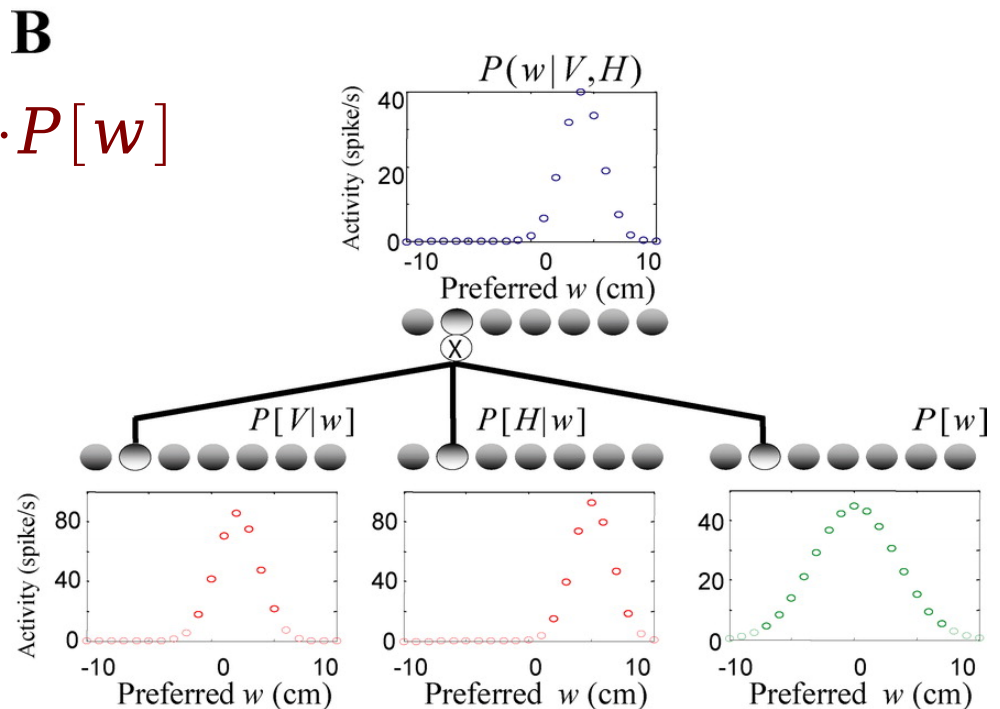 B
·P[w]
P(w|V,H)
Activity (spike/s)
40
20
0
-10 0 10
Preferred w (cm)
X
P[V|w] P[H|w] P[w]
Activity (spike/s)
80
40
0
-10 0 10
Preferred w (cm)
80
40
0
-10 0 10
Preferred w (cm)
40
20
0
-10 0 10
Preferred w (cm)